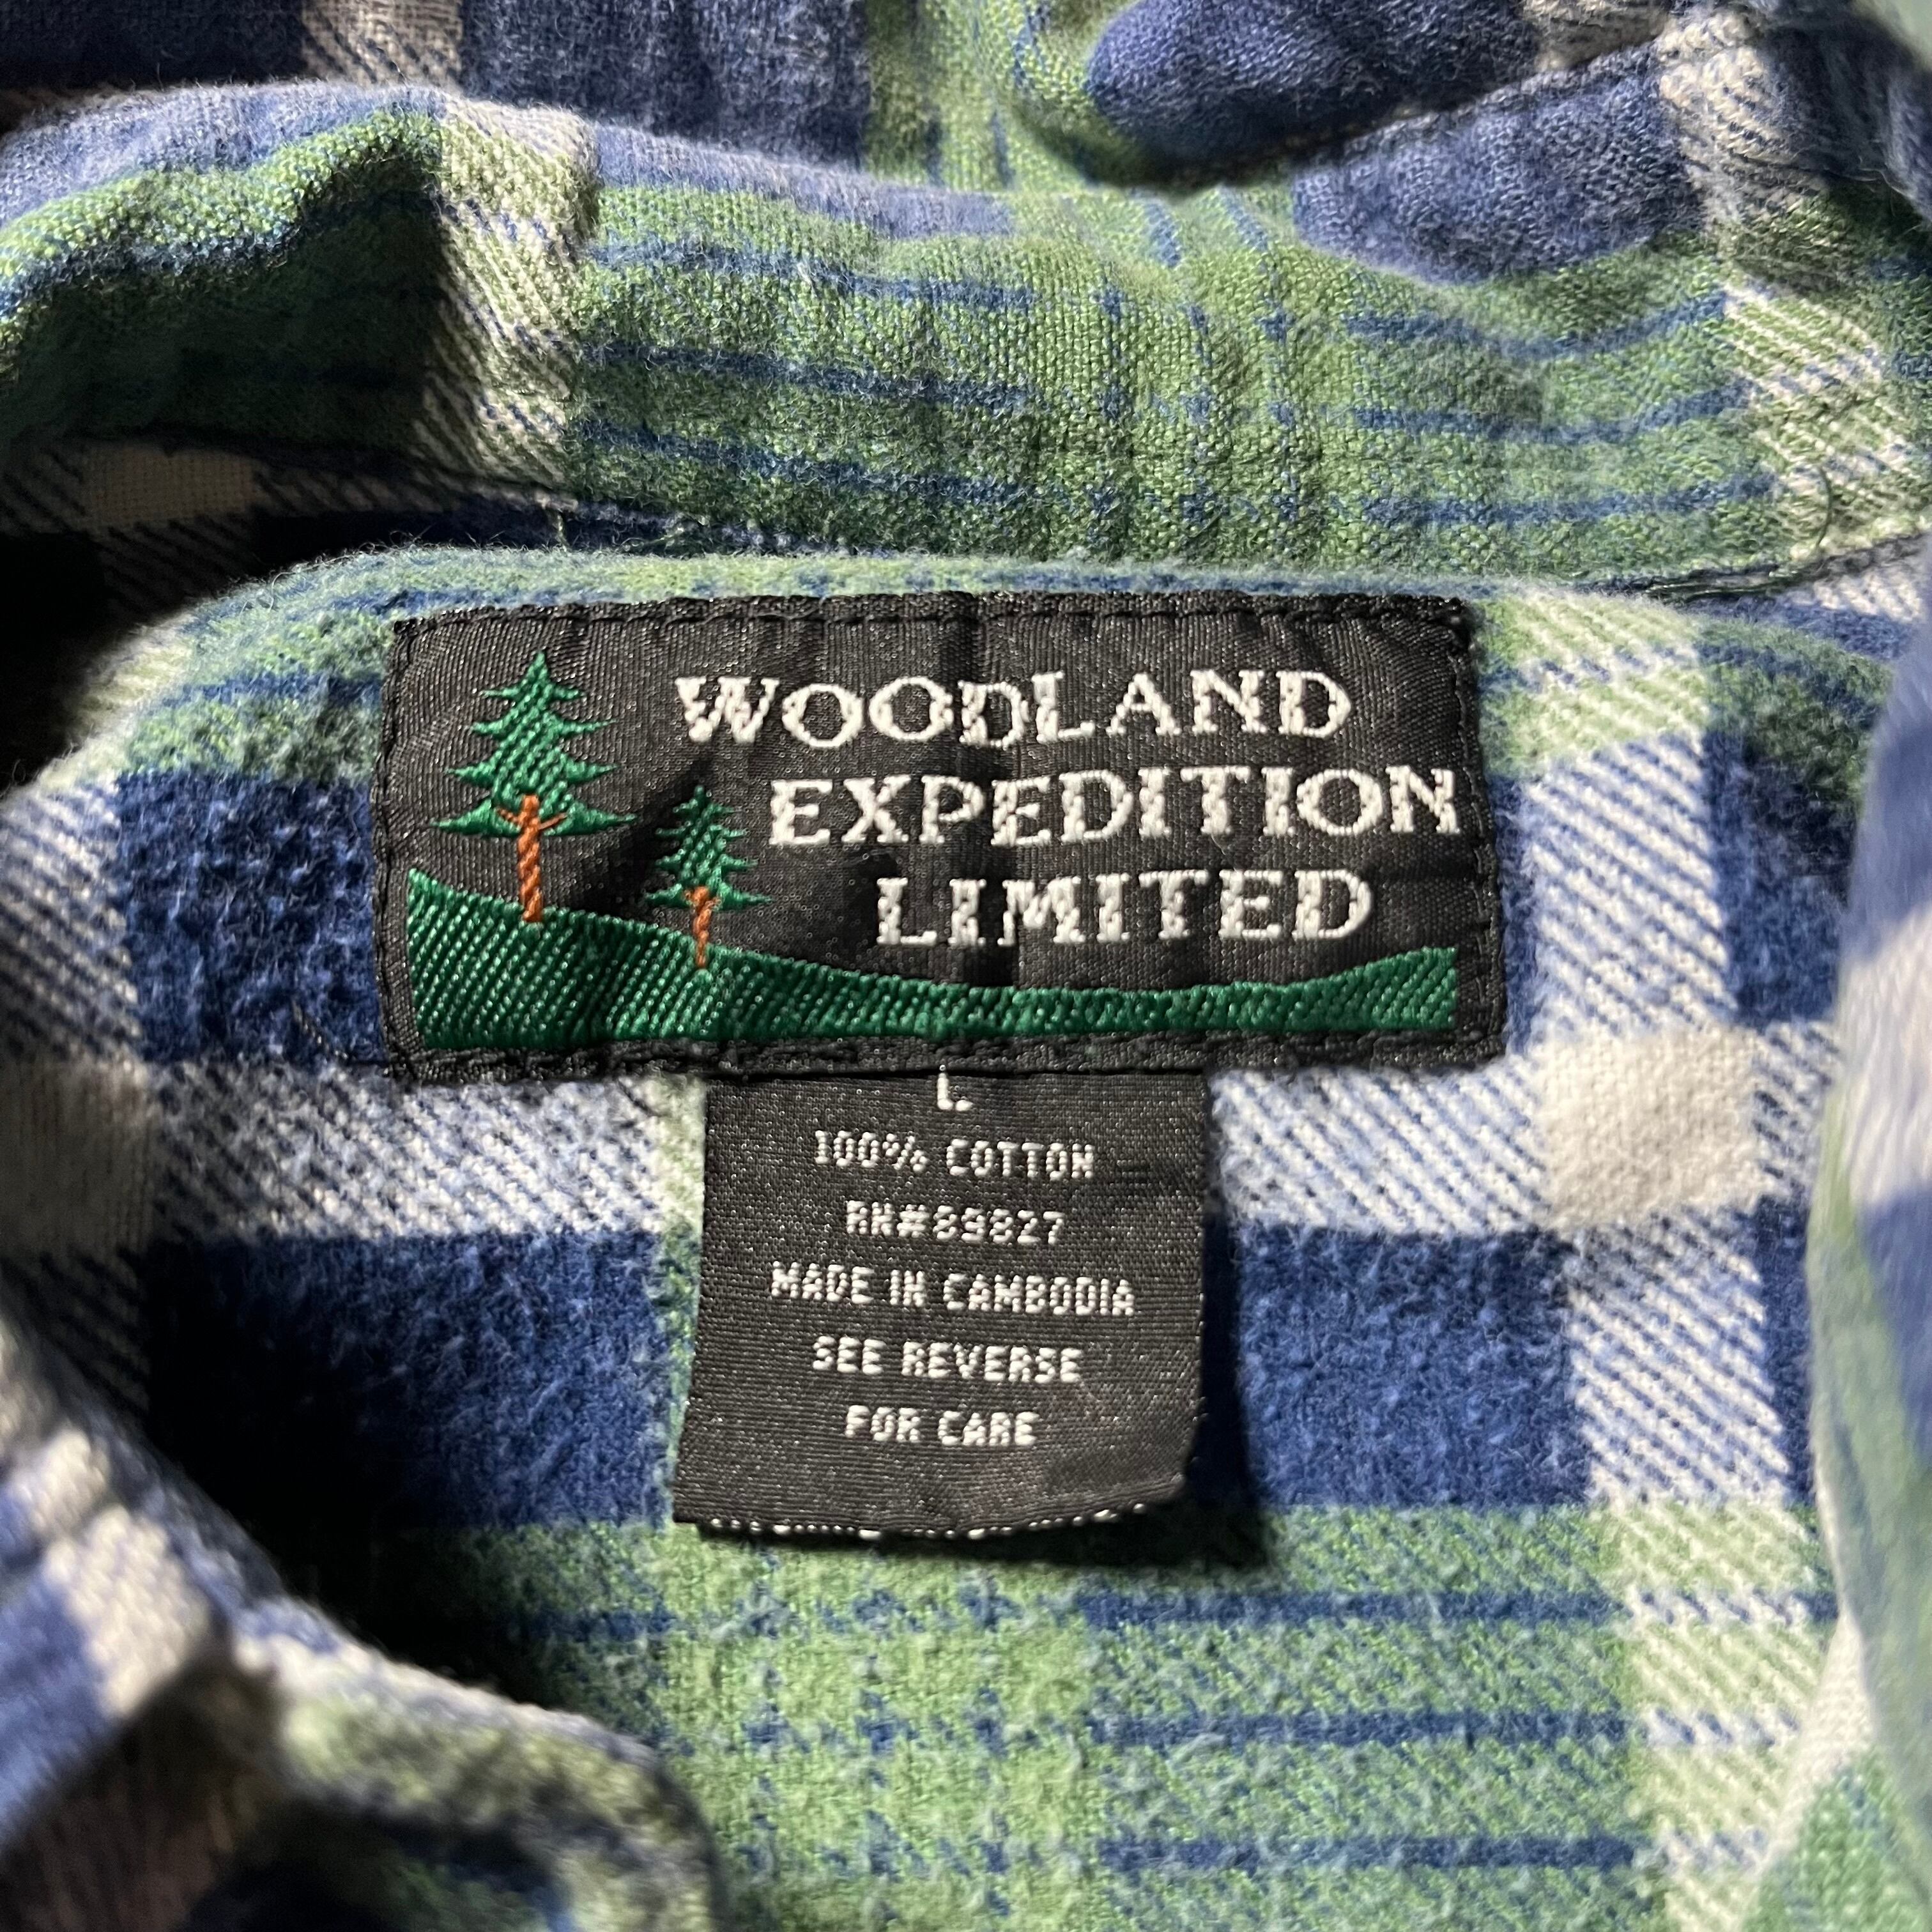 WOODLAND
EXPEDITION
LIMITED
L
100% COTTON
RN#89827
MADE IN CAMBODIA
SEE REVERSE
FOR CARE